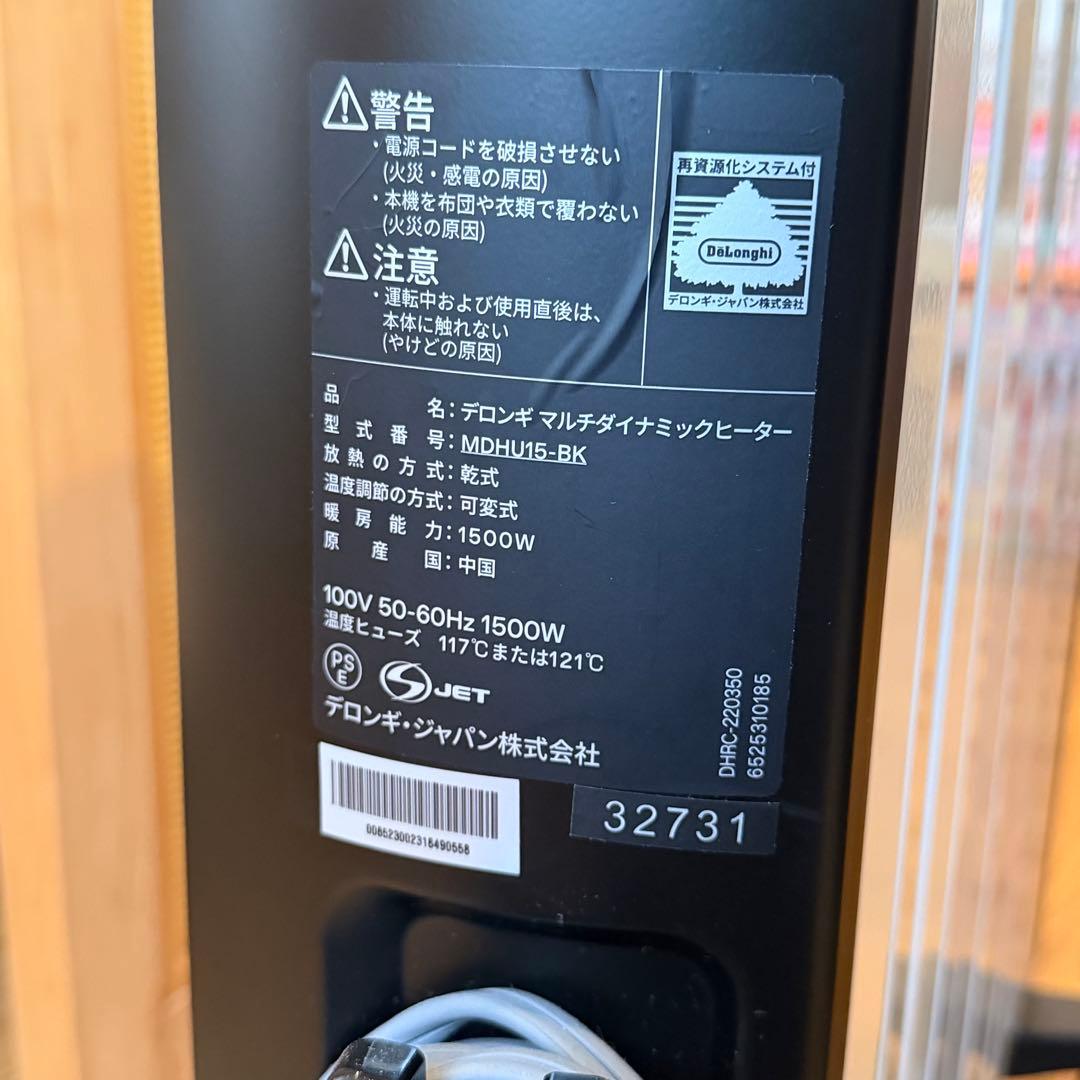 警告
・電源コードを破損させない
(火災・感電の原因)
・本機を布団や衣類で覆わない
(火災の原因)
注意
・運転中および使用直後は、
本体に触れない
(やけどの原因)
再資源化システム付
DeLonghi
デロンギ・ジャパン株式会社
品名：デロンギ マルチダイナミックヒーター
型式番号：MDHU15-BK
放熱の方式：乾式
温度調節の方式：可変式
暖房能力：1500W
原産国：中国
100V 50-60Hz 1500W
温度ヒューズ 117℃または121℃
PSE
JET
デロンギ・ジャパン株式会社
DHRC-220350
6525310185
32731
006523002316490558